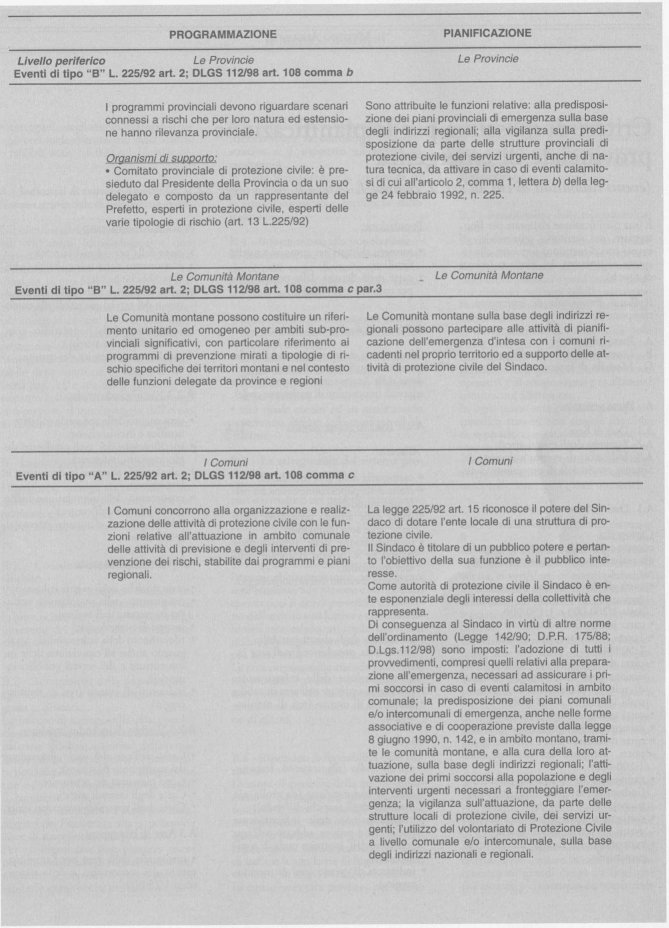 PROGRAMMAZIONE
PIANIFICAZIONE
Livello periferico
Le Provincie
Le Provincie
Eventi di tipo “B” L. 225/92 art. 2; DLGS 112/98 art. 108 comma b
I programmi provinciali devono riguardare scenari
connessi a rischi che per loro natura ed estensio-
ne hanno rilevanza provinciale.
Organismi di supporto:
• Comitato provinciale di protezione civile: è pre-
sieduto dal Presidente della Provincia o da un suo
delegato e composto da un rappresentante del
Prefetto, esperti in protezione civile, esperti delle
varie tipologie di rischio (art. 13 L.225/92)
Sono attribuite le funzioni relative: alla predisposi-
zione dei piani provinciali di emergenza sulla base
degli indirizzi regionali; alla vigilanza sulla predi-
sposizione da parte delle strutture provinciali di
protezione civile, dei servizi urgenti, anche di na-
tura tecnica, da attivare in caso di eventi calamito-
si di cui all'articolo 2, comma 1, lettera b) della leg-
ge 24 febbraio 1992, n. 225.
Le Comunità Montane
Le Comunità Montane
Eventi di tipo “B” L. 225/92 art. 2; DLGS 112/98 art. 108 comma c par.3
Le Comunità montane possono costituire un riferi-
mento unitario ed omogeneo per ambiti sub-pro-
vinciali significativi, con particolare riferimento ai
programmi di prevenzione mirati a tipologie di ri-
schio specifiche dei territori montani e nel contesto
delle funzioni delegate da province e regioni
Le Comunità montane sulla base degli indirizzi re-
gionali possono partecipare alle attività di pianifi-
cazione dell'emergenza d'intesa con i comuni ri-
cadenti nel proprio territorio ed a supporto delle at-
tività di protezione civile del Sindaco.
I Comuni
I Comuni
Eventi di tipo “A” L. 225/92 art. 2; DLGS 112/98 art. 108 comma c
I Comuni concorrono alla organizzazione e realiz-
zazione delle attività di protezione civile con le fun-
zioni relative all'attuazione in ambito comunale
delle attività di previsione e degli interventi di pre-
venzione dei rischi, stabilite dai programmi e piani
regionali.
La legge 225/92 art. 15 riconosce il potere del Sin-
daco di dotare l'ente locale di una struttura di pro-
tezione civile.
Il Sindaco è titolare di un pubblico potere e pertan-
to l'obiettivo della sua funzione è il pubblico inte-
resse.
Come autorità di protezione civile il Sindaco è en-
te esponenziale degli interessi della collettività che
rappresenta.
Di conseguenza al Sindaco in virtù di altre norme
dell'ordinamento (Legge 142/90; D.P.R. 175/88;
D.Lgs.112/98) sono imposti: l'adozione di tutti i
provvedimenti, compresi quelli relativi alla prepara-
zione all'emergenza, necessari ad assicurare i pri-
mi soccorsi in caso di eventi calamitosi in ambito
comunale; la predisposizione dei piani comunali
e/o intercomunali di emergenza, anche nelle forme
associative e di cooperazione previste dalla legge
8 giugno 1990, n. 142, e in ambito montano, trami-
te le comunità montane, e alla cura della loro at-
tuazione, sulla base degli indirizzi regionali; l'atti-
vazione dei primi soccorsi alla popolazione e degli
interventi urgenti necessari a fronteggiare l'emer-
genza; la vigilanza sull'attuazione, da parte delle
strutture locali di protezione civile, dei servizi ur-
genti; l'utilizzo del volontariato di Protezione Civile
a livello comunale e/o intercomunale, sulla base
degli indirizzi nazionali e regionali.